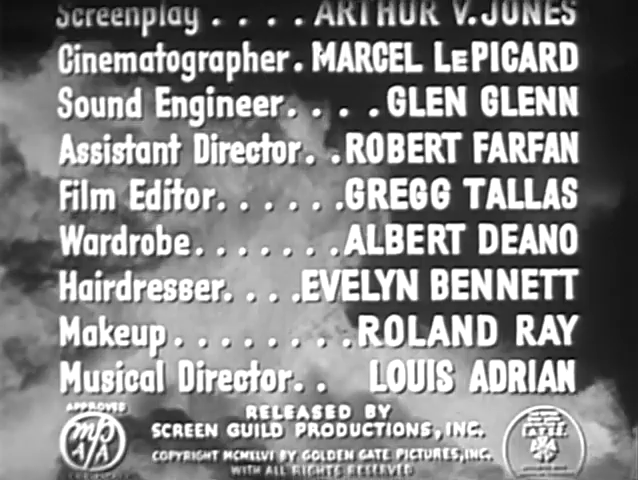 Screenplay . . . . ARTHUR V. JONES
Cinematographer . MARCEL LePICARD
Sound Engineer . . . . GLEN GLENN
Assistant Director . . ROBERT FARFAN
Film Editor . . . . . . GREGG TALLAS
Wardrobe . . . . . . . ALBERT DEANO
Hairdresser . . . . EVELYN BENNETT
Makeup . . . . . . . . ROLAND RAY
Musical Director . . LOUIS ADRIAN
APPROVED
MPAA
RELEASED BY
SCREEN GUILD PRODUCTIONS, INC.
COPYRIGHT MCMXLVI BY GOLDEN GATE PICTURES, INC.
WITH ALL RIGHTS RESERVED
I.A.T.S.E.